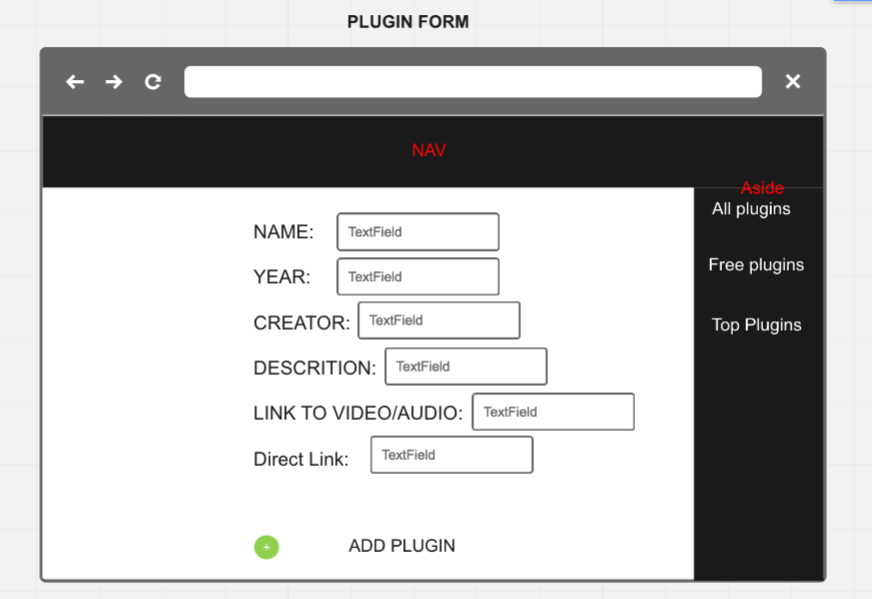 PLUGIN FORM
NAV
Aside
All plugins
Free plugins
Top Plugins
NAME: TextField
YEAR: TextField
CREATOR: TextField
DESCRITION: TextField
LINK TO VIDEO/AUDIO: TextField
Direct Link: TextField
+ ADD PLUGIN